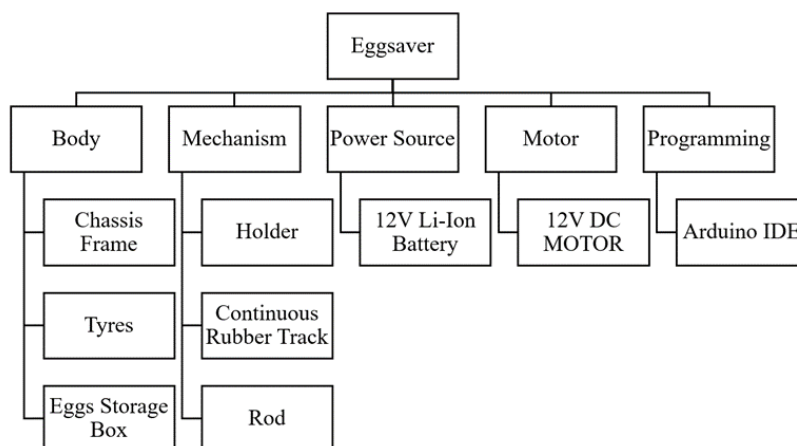 Eggsaver
Body
Mechanism
Power Source
Motor
Programming
Chassis
Frame
Holder
12V Li-Ion
Battery
12V DC
MOTOR
Arduino IDE
Tyres
Continuous
Rubber Track
Eggs Storage
Box
Rod